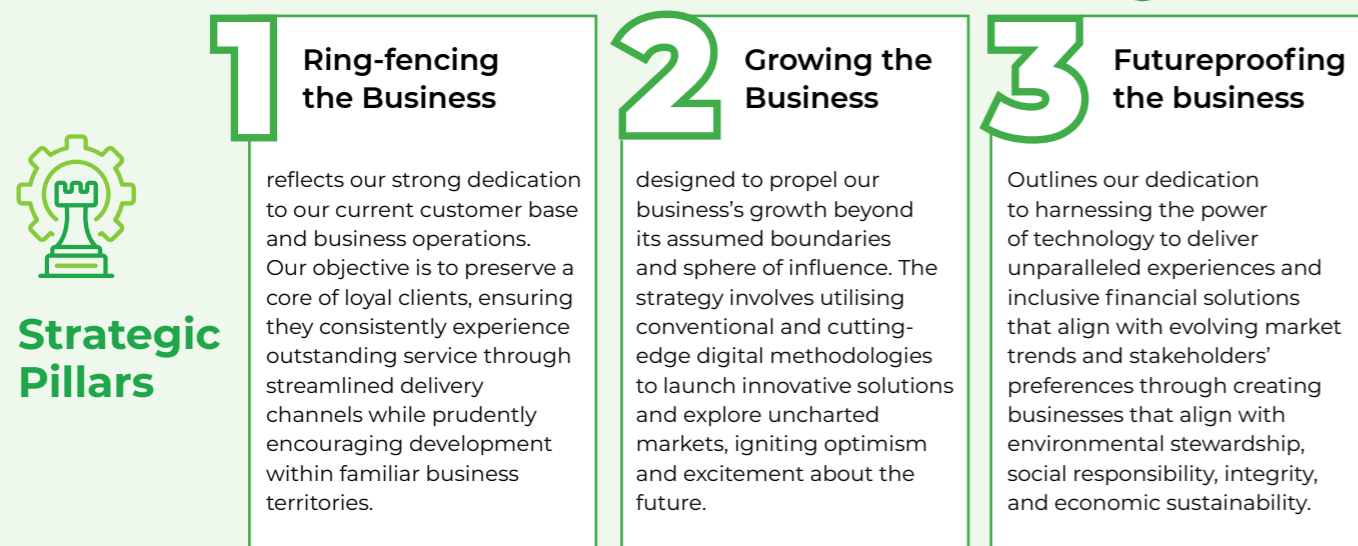 Strategic
Pillars
1
Ring-fencing
the Business
reflects our strong dedication
to our current customer base
and business operations.
Our objective is to preserve a
core of loyal clients, ensuring
they consistently experience
outstanding service through
streamlined delivery
channels while prudently
encouraging development
within familiar business
territories.
2
Growing the
Business
designed to propel our
business’s growth beyond
its assumed boundaries
and sphere of influence. The
strategy involves utilising
conventional and cutting-
edge digital methodologies
to launch innovative solutions
and explore uncharted
markets, igniting optimism
and excitement about the
future.
3
Futureproofing
the business
Outlines our dedication
to harnessing the power
of technology to deliver
unparalleled experiences and
inclusive financial solutions
that align with evolving market
trends and stakeholders’
preferences through creating
businesses that align with
environmental stewardship,
social responsibility, integrity,
and economic sustainability.